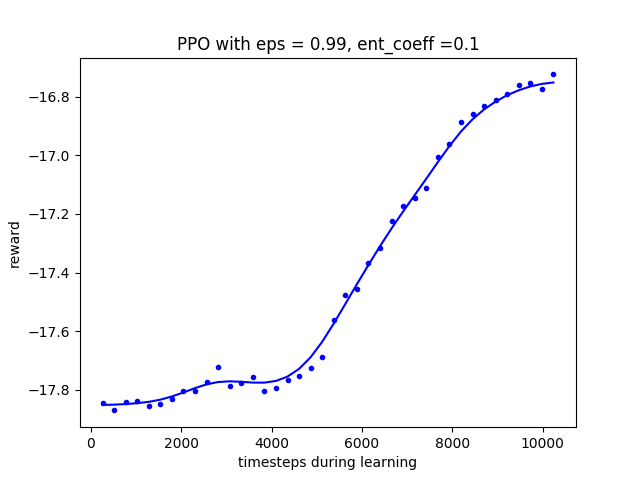 PPO with eps = 0.99, ent_coeff =0.1
−16.8
−17.0
−17.2
−17.4
−17.6
−17.8
reward
0 2000 4000 6000 8000 10000
timesteps during learning